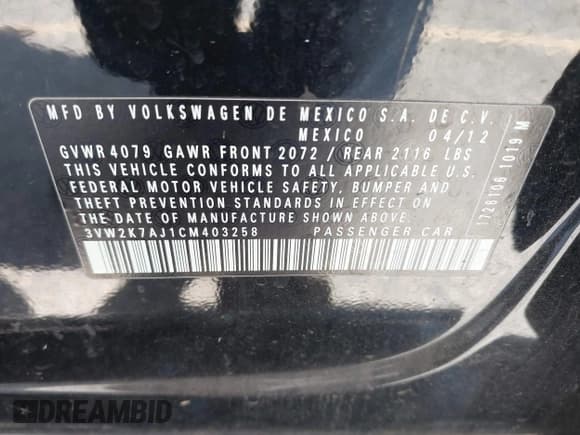 MFD BY VOLKSWAGEN DE MEXICO S.A. DE C.V.
MEXICO 04/12
GVWR 4079 GAWR FRONT 2072 / REAR 2116 LBS
THIS VEHICLE CONFORMS TO ALL APPLICABLE U.S.
FEDERAL MOTOR VEHICLE SAFETY, BUMPER AND
THEFT PREVENTION STANDARDS IN EFFECT ON
THE DATE OF MANUFACTURE SHOWN ABOVE.
3VW2K7AJ1CM403258 PASSENGER CAR
1728106 1019 M
DREAMBID